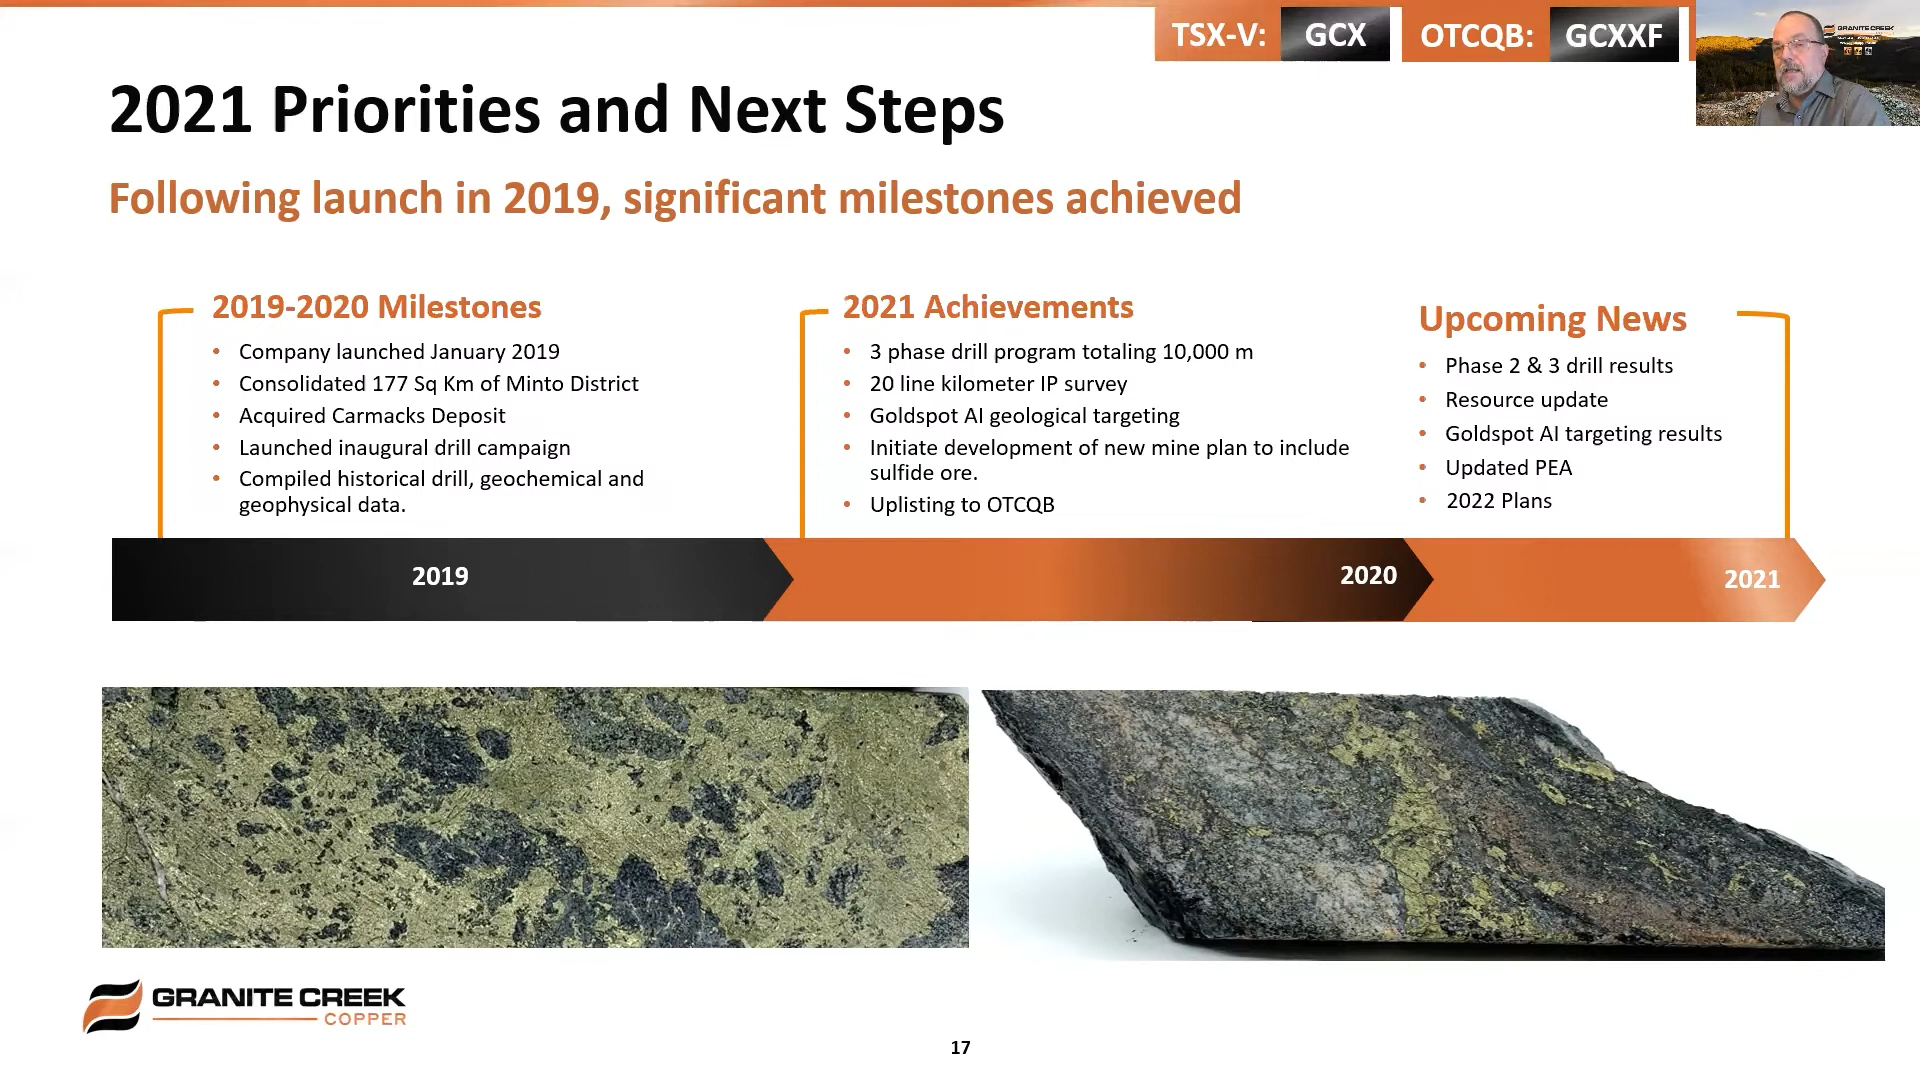 TSX-V: GCX OTCQB: GCXXF
GRANITE CREEK
2021 Priorities and Next Steps
Following launch in 2019, significant milestones achieved
2019-2020 Milestones
• Company launched January 2019
• Consolidated 177 Sq Km of Minto District
• Acquired Carmacks Deposit
• Launched inaugural drill campaign
• Compiled historical drill, geochemical and
geophysical data.
2021 Achievements
• 3 phase drill program totaling 10,000 m
• 20 line kilometer IP survey
• Goldspot AI geological targeting
• Initiate development of new mine plan to include
sulfide ore.
• Uplisting to OTCQB
Upcoming News
• Phase 2 & 3 drill results
• Resource update
• Goldspot AI targeting results
• Updated PEA
• 2022 Plans
2019
2020
2021
GRANITE CREEK
COPPER
17